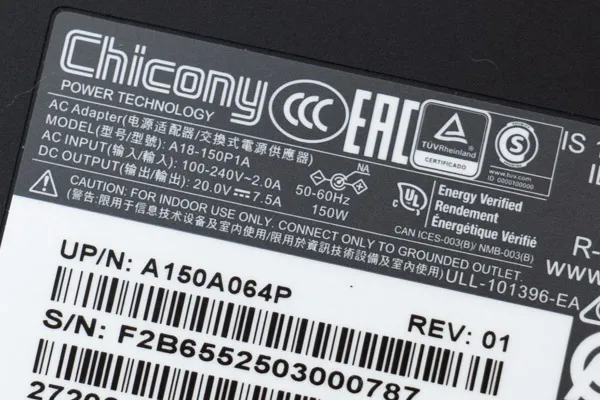 Chicony
POWER TECHNOLOGY
CCC
EAC
TÜVRheinland
CERTIFICADO
S
AC Adapter(电源适配器/交換式電源供應器)
MODEL(型号/型號): A18-150P1A
AC INPUT(输入/輸入): 100-240V~2.0A
50-60Hz
DC OUTPUT(输出/輸出): 20.0V⎓7.5A
150W
NA
UL
Energy Verified
Rendement
Énergétique Vérifié
CAN ICES-003(B)/ NMB-003(B)
CAUTION: FOR INDOOR USE ONLY. CONNECT ONLY TO GROUNDED OUTLET.
(警告:限用于信息技术设备及室内使用/限用於資訊技術設備及室內使用)
ULL-101396-EA
IS 1
R-
www.
UP/N: A150A064P
REV: 01
S/N: F2B6552503000787